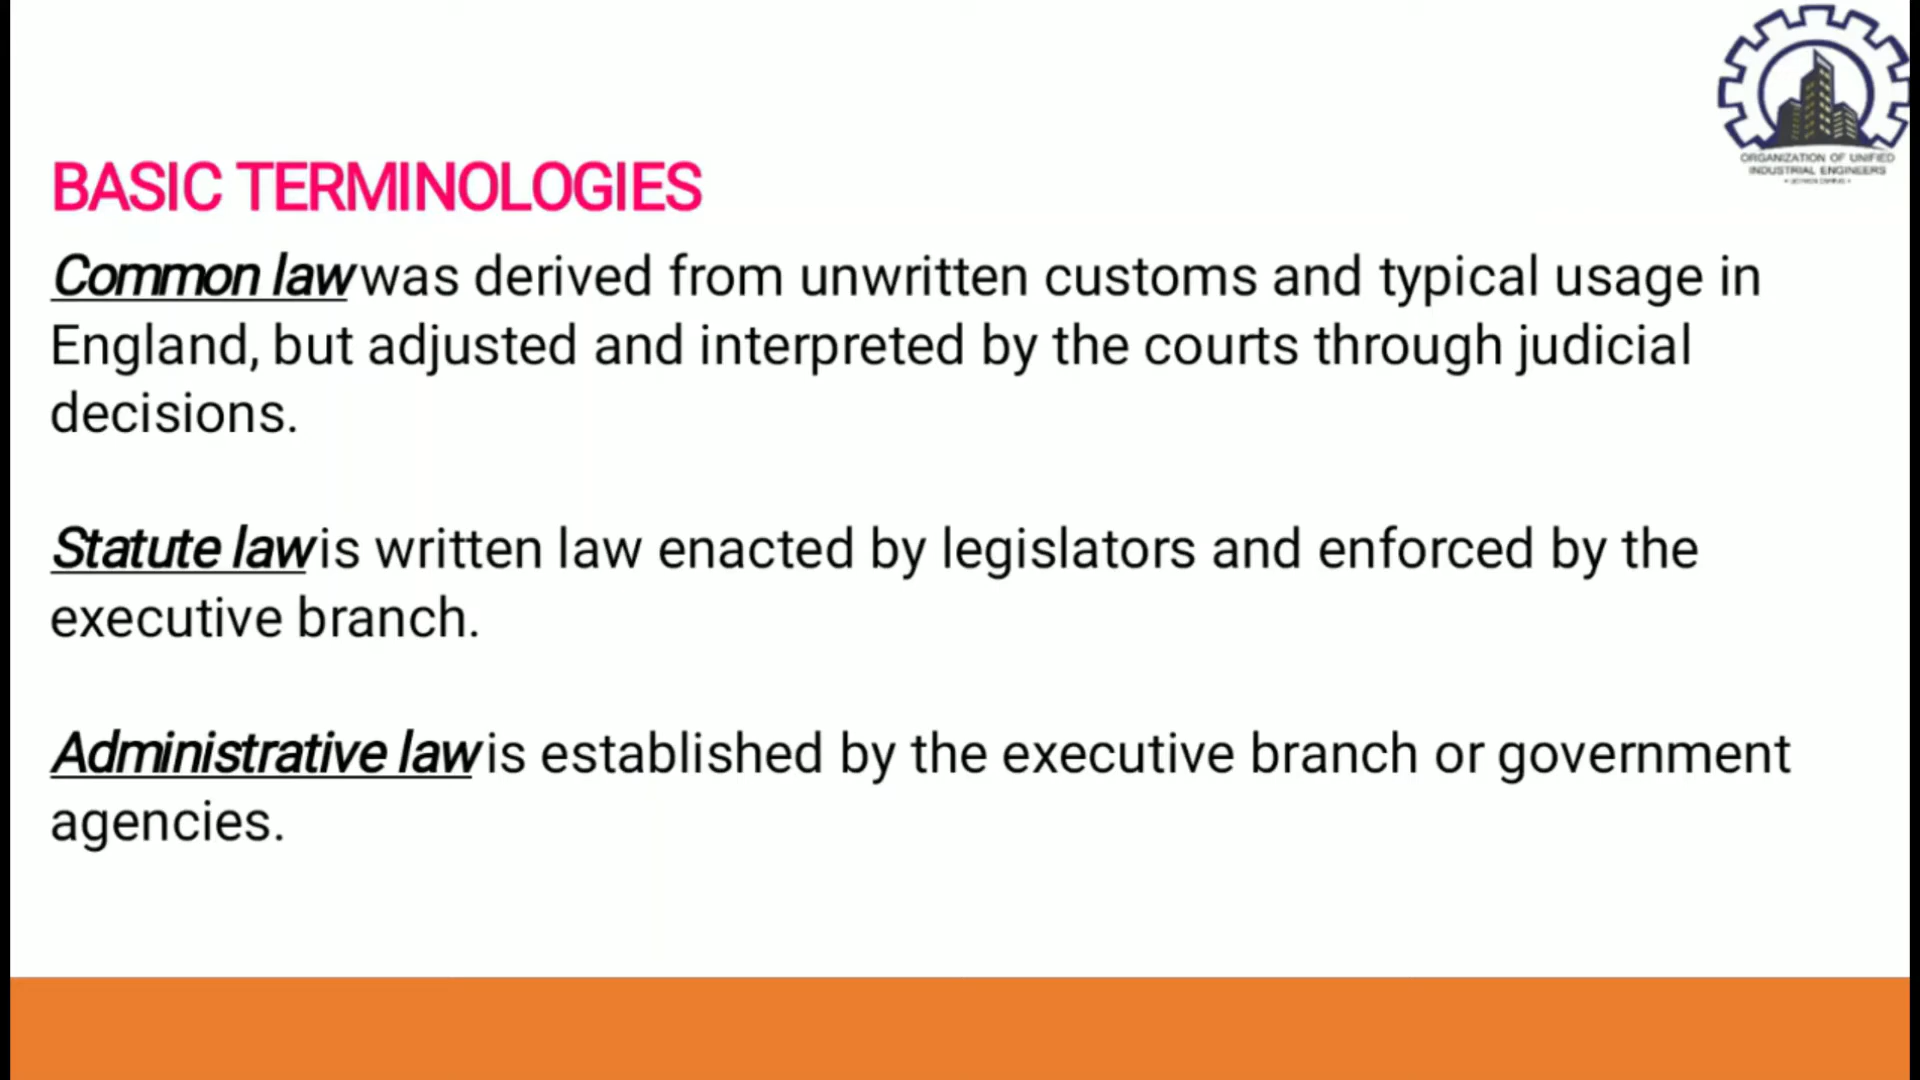 ORGANIZATION OF UNIFIED
INDUSTRIAL ENGINEERS
BASIC TERMINOLOGIES
Common law was derived from unwritten customs and typical usage in
England, but adjusted and interpreted by the courts through judicial
decisions.
Statute law is written law enacted by legislators and enforced by the
executive branch.
Administrative law is established by the executive branch or government
agencies.